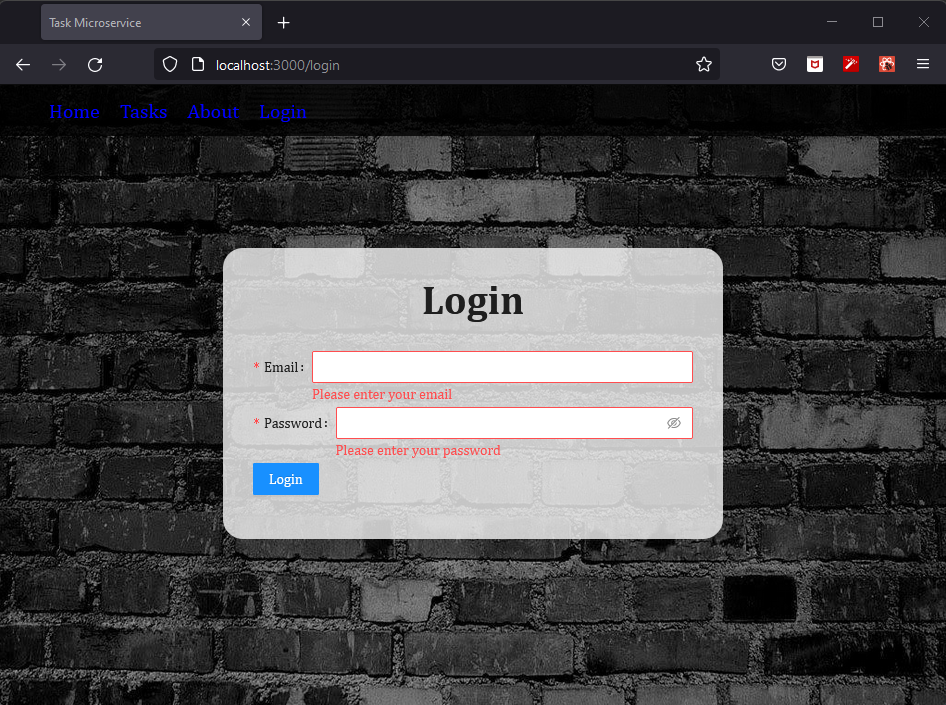 Task Microservice
localhost:3000/login
Home Tasks About Login
Login
* Email:
Please enter your email
* Password:
Please enter your password
Login